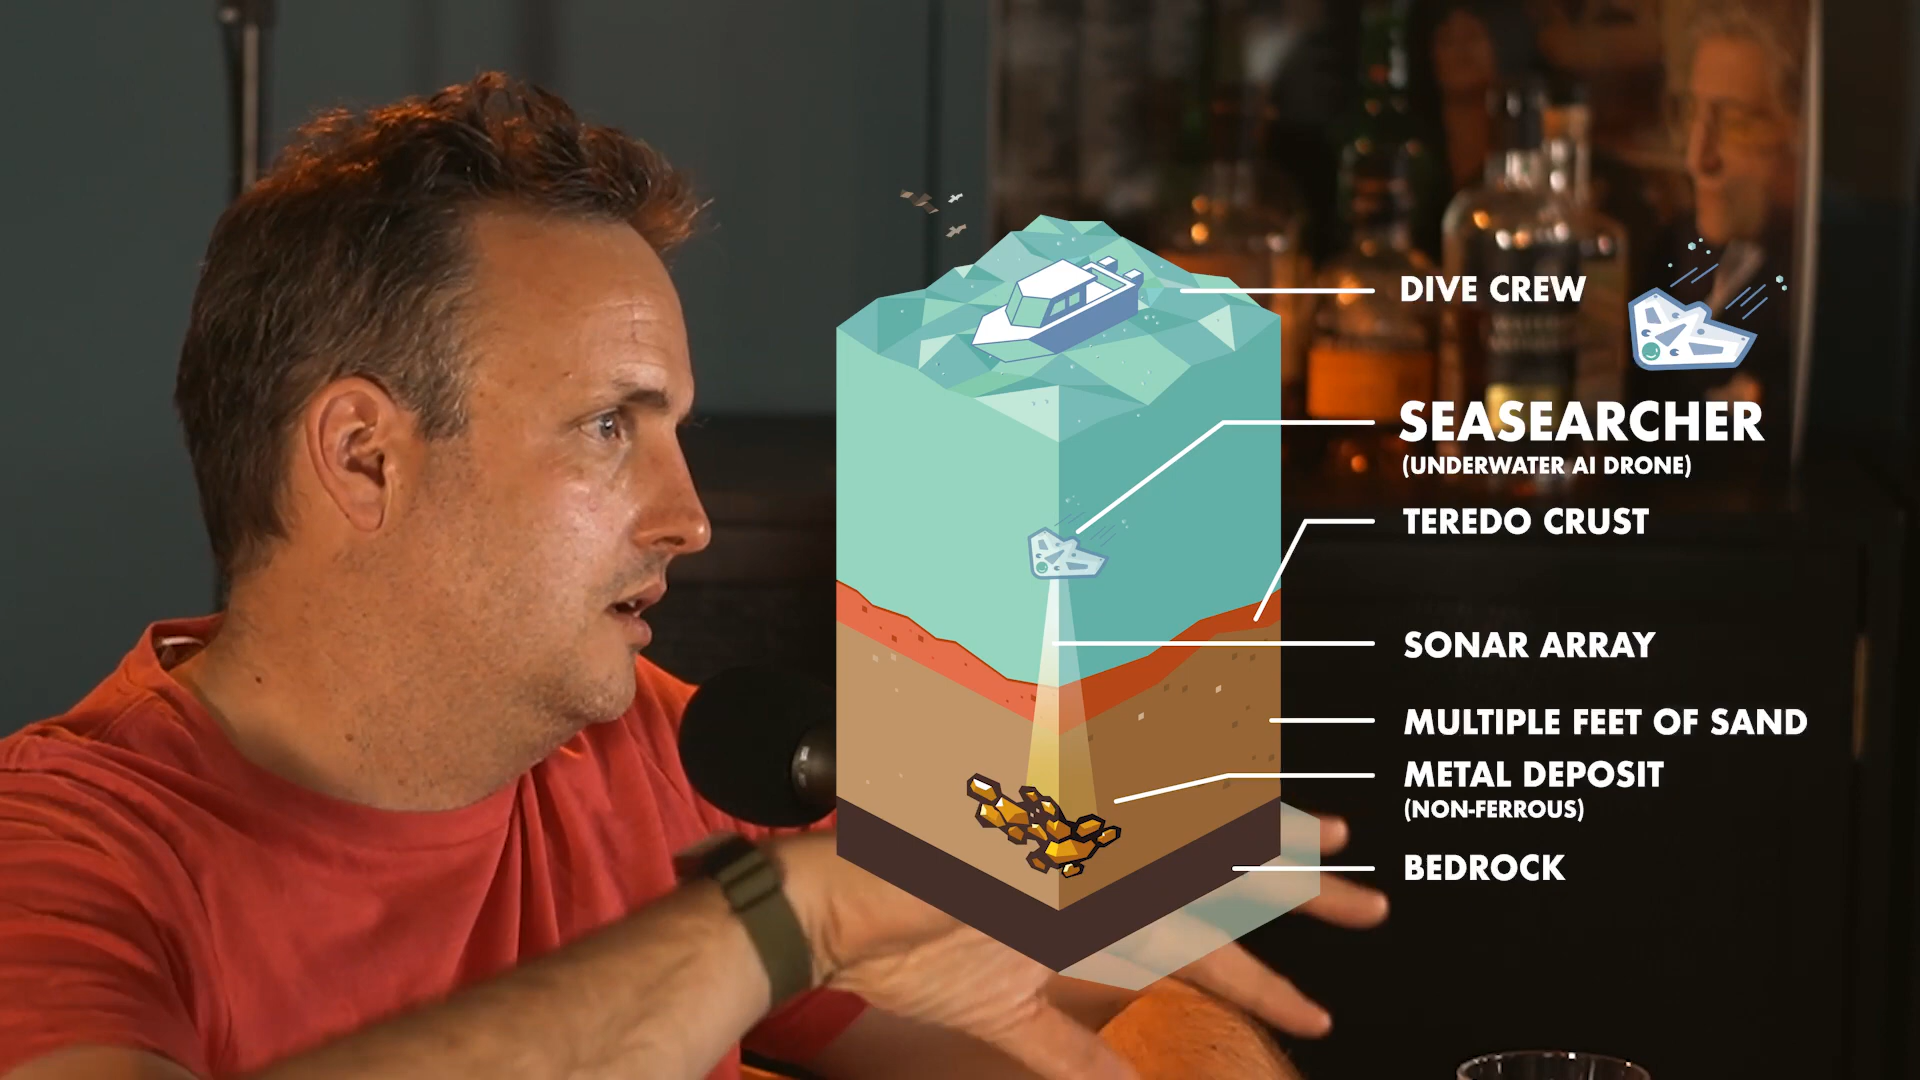 DIVE CREW
SEASEARCHER
(UNDERWATER AI DRONE)
TEREDO CRUST
SONAR ARRAY
MULTIPLE FEET OF SAND
METAL DEPOSIT
(NON-FERROUS)
BEDROCK